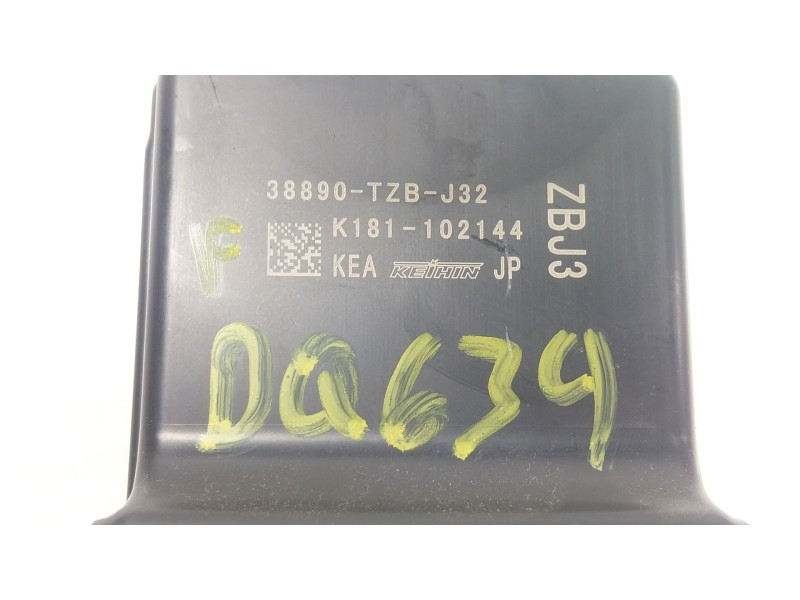 38890-TZB-J32
K181-102144
KEA KEIHIN JP
ZBJ3
F
DQ639